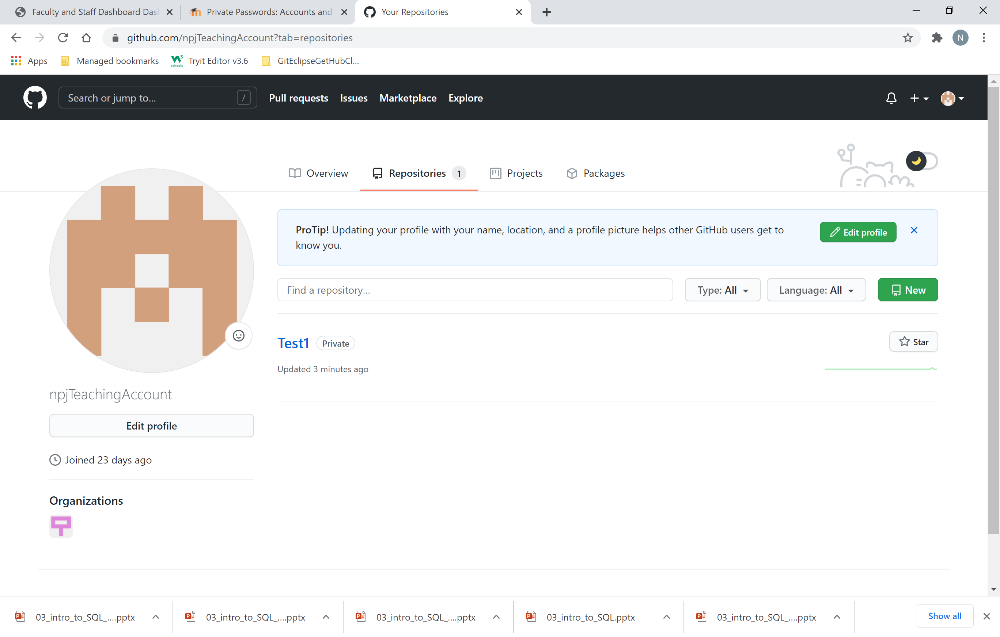 Faculty and Staff Dashboard Dash
Private Passwords: Accounts and
Your Repositories
github.com/npjTeachingAccount?tab=repositories
N
Apps
Managed bookmarks
W3 schools
Tryit Editor v3.6
GitEclipseGetHubCl...
Search or jump to...
/
Pull requests
Issues
Marketplace
Explore
Overview
Repositories 1
Projects
Packages
ProTip! Updating your profile with your name, location, and a profile picture helps other GitHub users get to
know you.
Edit profile
Find a repository...
Type: All
Language: All
New
Test1
Private
Star
Updated 3 minutes ago
npjTeachingAccount
Edit profile
Joined 23 days ago
Organizations
03_intro_to_SQL_....pptx
03_intro_to_SQL_....pptx
03_intro_to_SQL_....pptx
03_intro_to_SQL.pptx
03_intro_to_SQL_....pptx
Show all